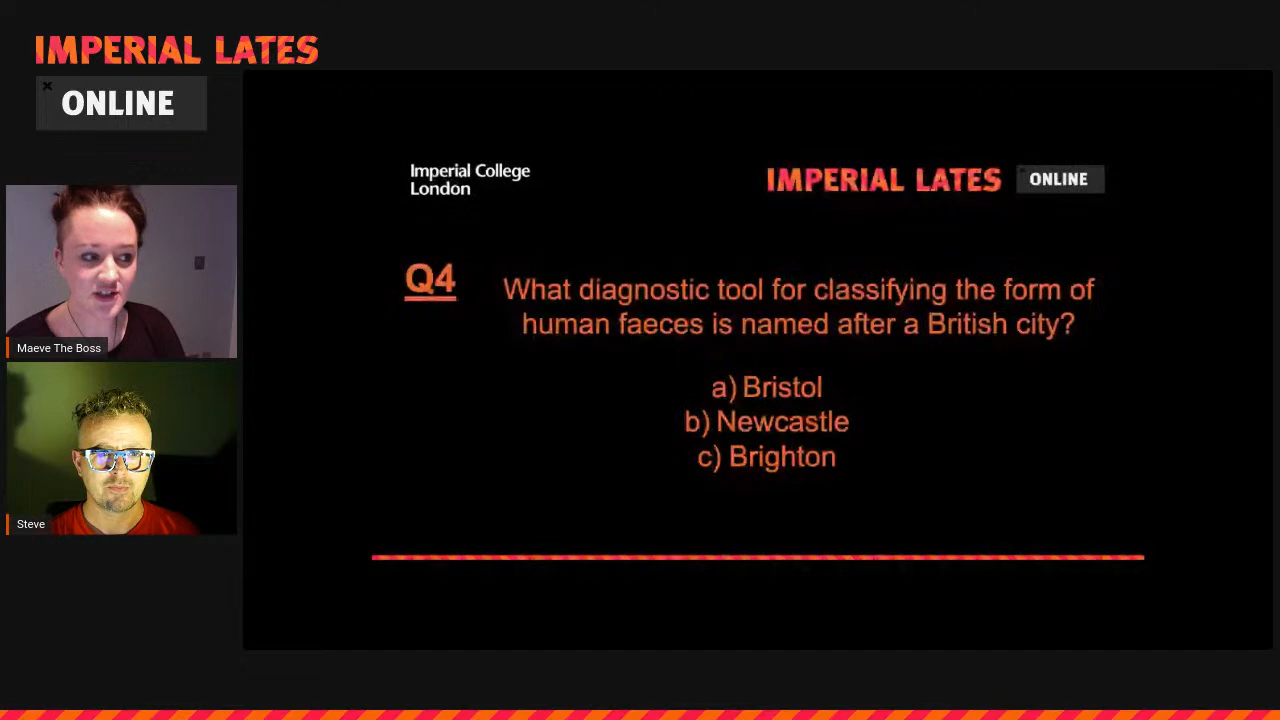 IMPERIAL LATES
ONLINE
Imperial College
London
IMPERIAL LATES ONLINE
Q4
What diagnostic tool for classifying the form of
human faeces is named after a British city?
a) Bristol
b) Newcastle
c) Brighton
Maeve The Boss
Steve